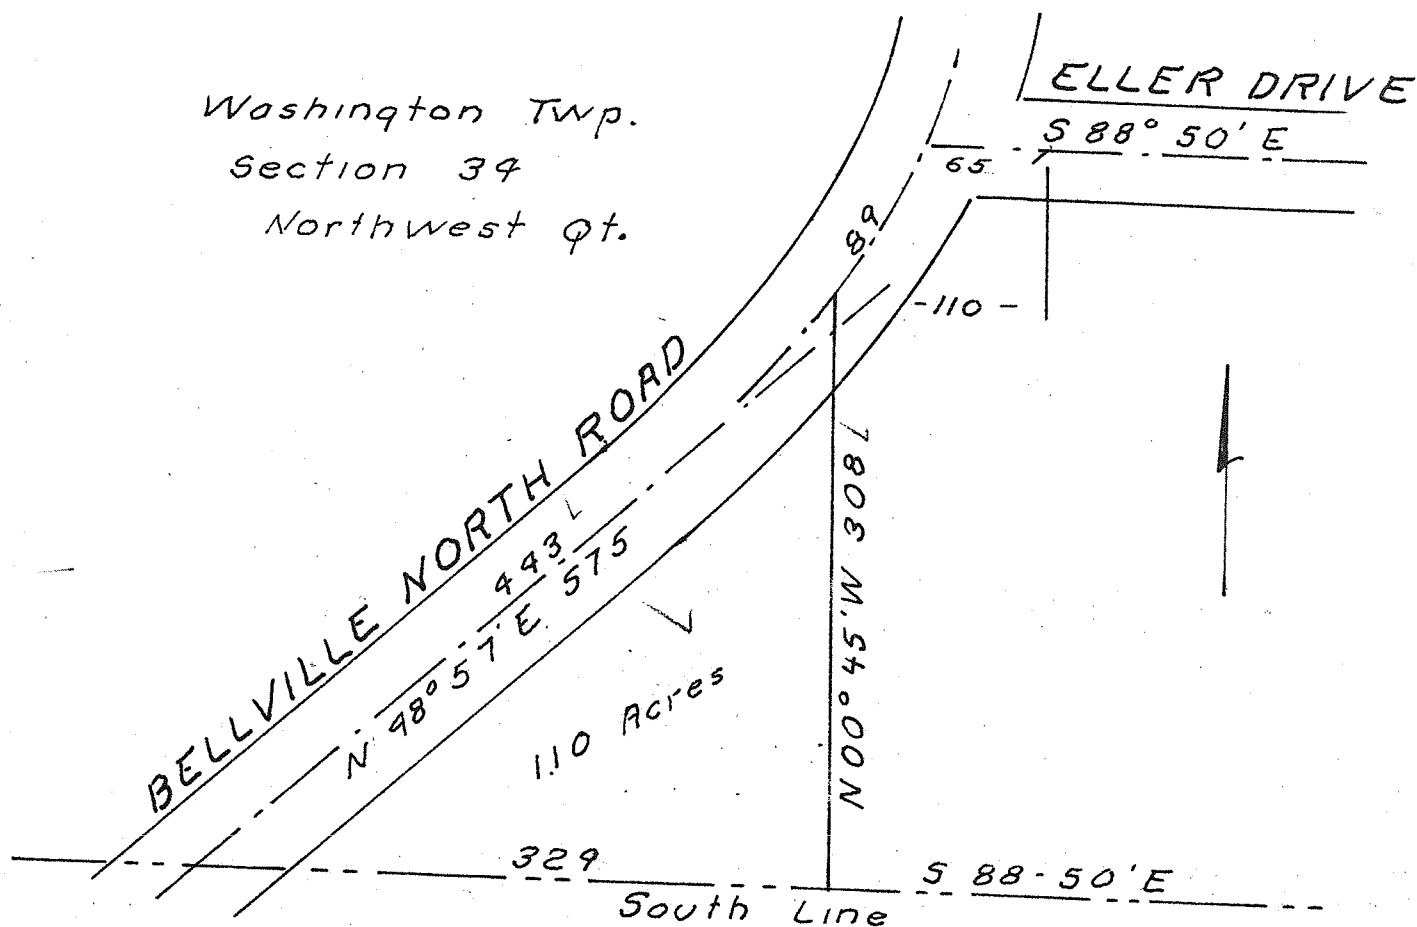 Washington Twp.
Section 34
Northwest Qt.
ELLER DRIVE
S 88° 50' E
65
89
-110-
BELLVILLE NORTH ROAD
443
N 48° 57' E 575
N 00° 45' W 308
1.10 Acres
329
S 88-50' E
South Line